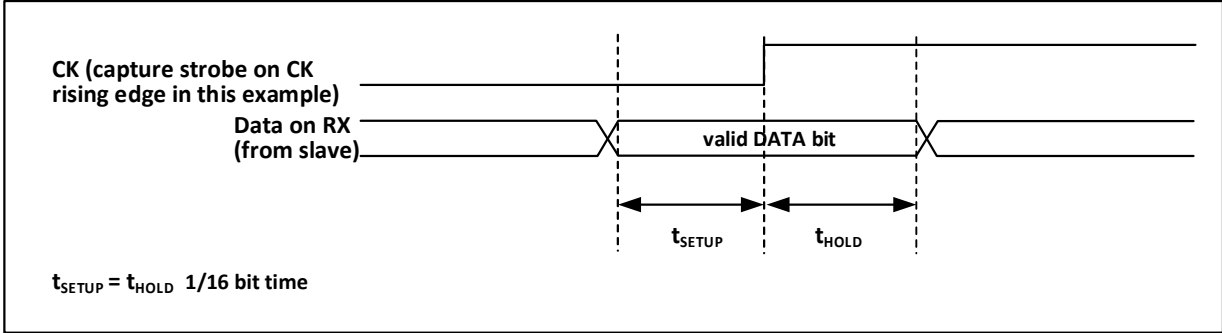 CK (capture strobe on CK
rising edge in this example)
Data on RX
(from slave)
valid DATA bit
tSETUP
tHOLD
tSETUP = tHOLD 1/16 bit time